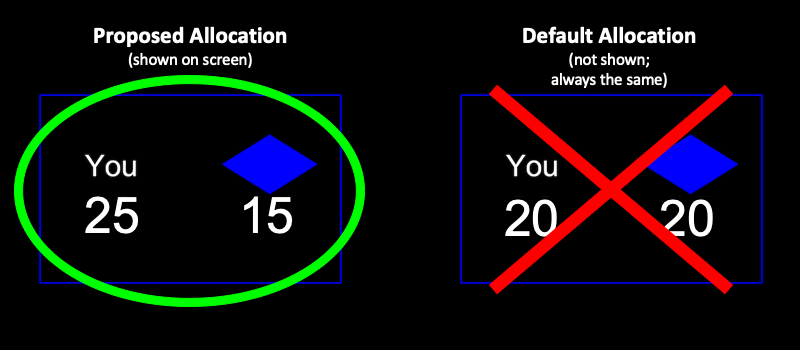 Proposed Allocation
(shown on screen)
You
25 15
Default Allocation
(not shown;
always the same)
You
20 20